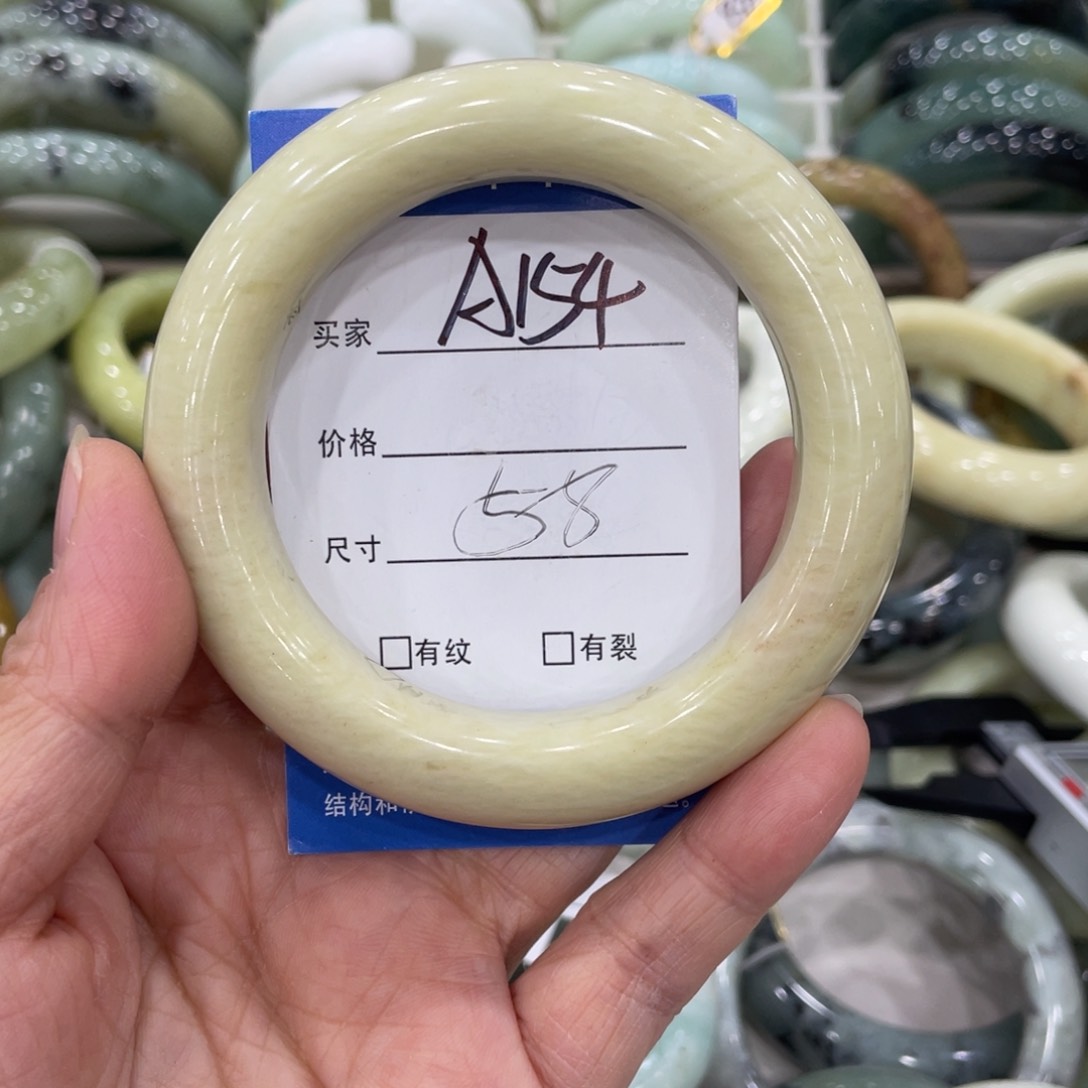 买家 A154
价格
尺寸 58
□有纹 □有裂
结构和